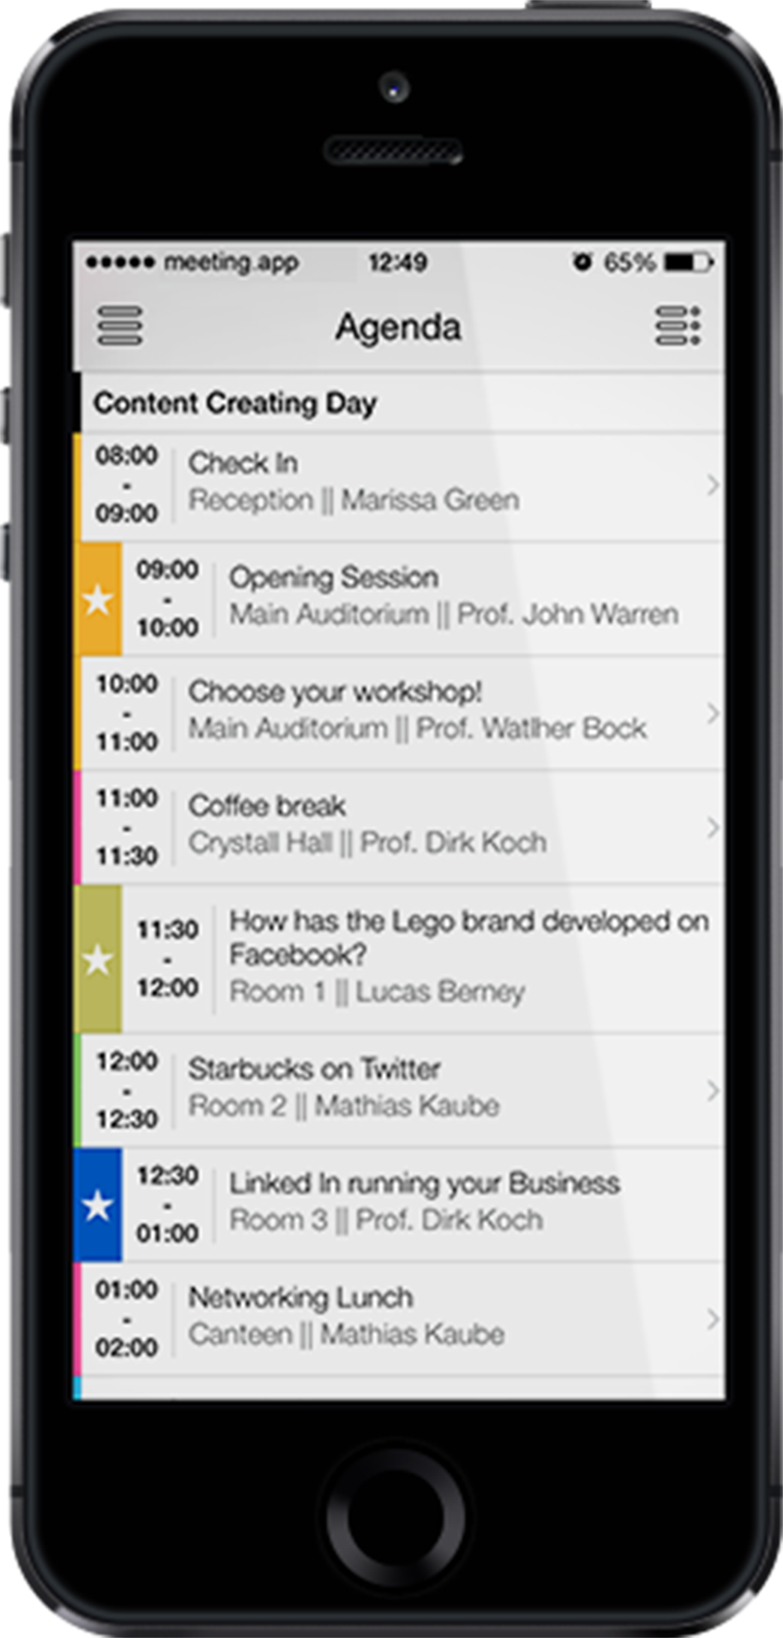 meeting.app 12:49 65%
Agenda
Content Creating Day
08:00
-
09:00
Check In
Reception || Marissa Green
09:00
-
10:00
Opening Session
Main Auditorium || Prof. John Warren
10:00
-
11:00
Choose your workshop!
Main Auditorium || Prof. Watlher Bock
11:00
-
11:30
Coffee break
Crystall Hall || Prof. Dirk Koch
11:30
-
12:00
How has the Lego brand developed on
Facebook?
Room 1 || Lucas Berney
12:00
-
12:30
Starbucks on Twitter
Room 2 || Mathias Kaube
12:30
-
01:00
Linked In running your Business
Room 3 || Prof. Dirk Koch
01:00
-
02:00
Networking Lunch
Canteen || Mathias Kaube